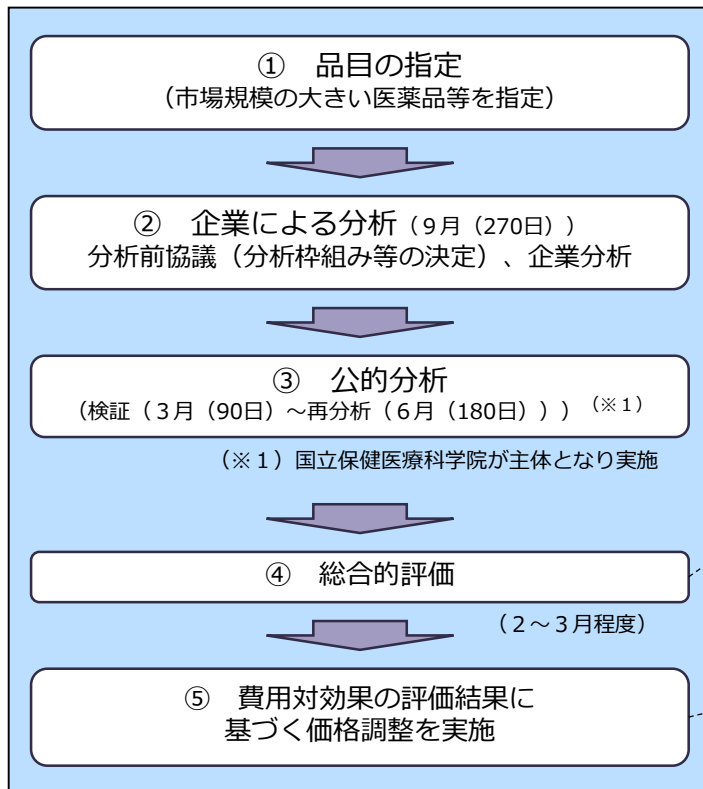 ① 品目の指定
（市場規模の大きい医薬品等を指定）
② 企業による分析（９月（270日））
分析前協議（分析枠組み等の決定）、企業分析
③ 公的分析
（検証（３月（90日）～再分析（６月（180日）））（※１）
（※１）国立保健医療科学院が主体となり実施
④ 総合的評価
（２～３月程度）
⑤ 費用対効果の評価結果に
基づく価格調整を実施